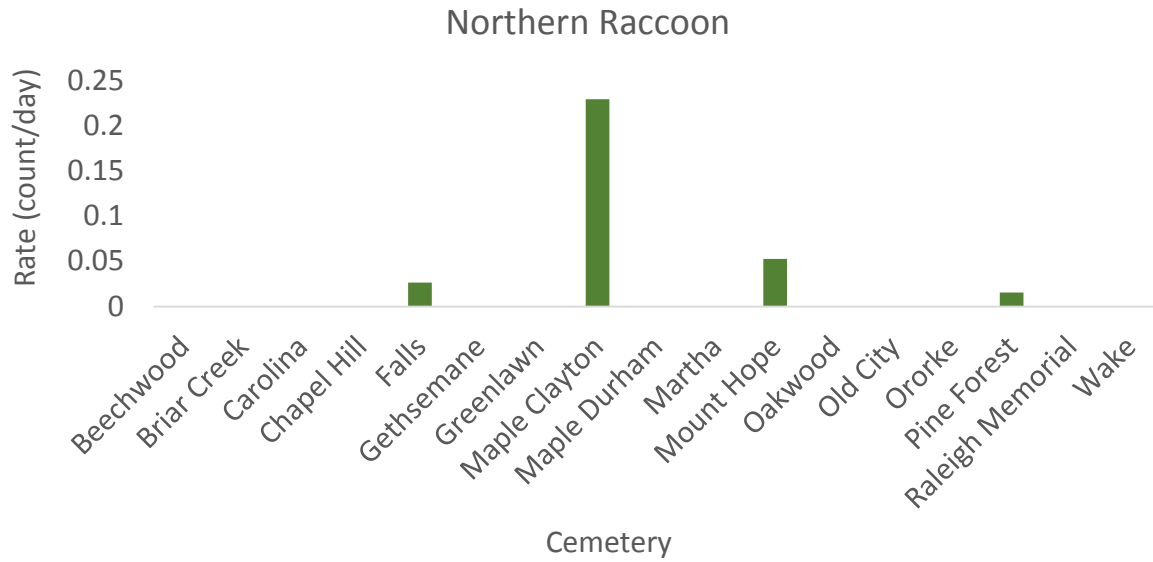 Northern Raccoon
Rate (count/day)
0.25
0.2
0.15
0.1
0.05
0
Beechwood
Briar Creek
Carolina
Chapel Hill
Falls
Gethsemane
Greenlawn
Maple Clayton
Maple Durham
Martha
Mount Hope
Oakwood
Old City
Ororke
Pine Forest
Raleigh Memorial
Wake
Cemetery